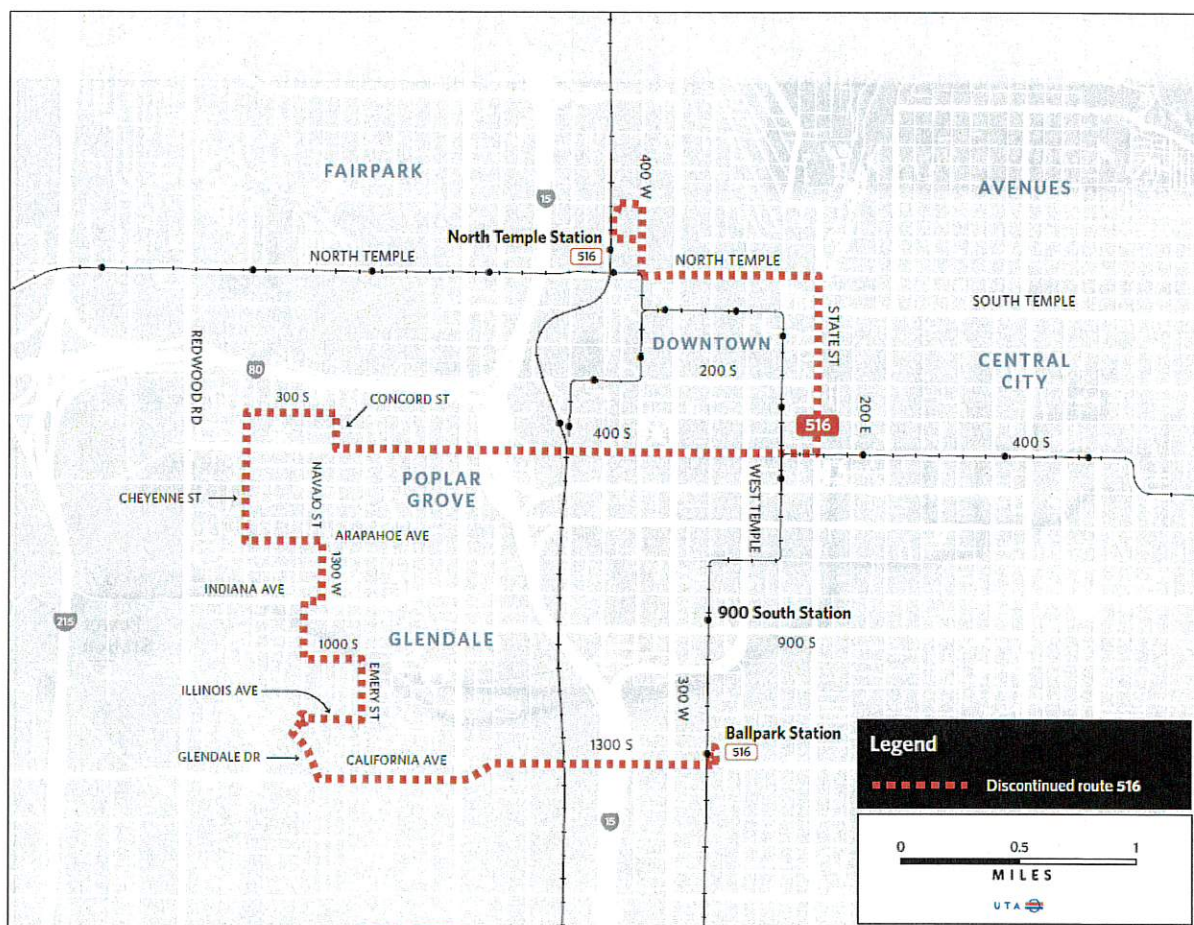 FAIRPARK
400 W
AVENUES
15
North Temple Station
516
NORTH TEMPLE
NORTH TEMPLE
SOUTH TEMPLE
STATE ST
DOWNTOWN
200 S
CENTRAL
CITY
REDWOOD RD
80
300 S
CONCORD ST
400 S
516
200 E
400 S
NAVAJO ST
POPLAR
GROVE
CHEYENNE ST
WEST TEMPLE
ARAPAHOE AVE
1300 W
INDIANA AVE
215
GLENDALE
900 South Station
900 S
1000 S
EMERY ST
ILLINOIS AVE
300 W
Ballpark Station
516
1300 S
GLENDALE DR
CALIFORNIA AVE
15
Legend
Discontinued route 516
0 0.5 1
MILES
UTA